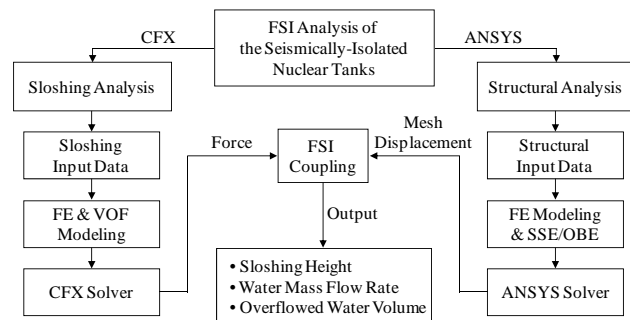 FSI Analysis of
the Seismically-Isolated
Nuclear Tanks
CFX
ANSYS
Sloshing Analysis
Structural Analysis
Sloshing
Input Data
Force
FSI
Coupling
Mesh
Displacement
Structural
Input Data
FE & VOF
Modeling
Output
FE Modeling
& SSE/OBE
CFX Solver
• Sloshing Height
• Water Mass Flow Rate
• Overflowed Water Volume
ANSYS Solver